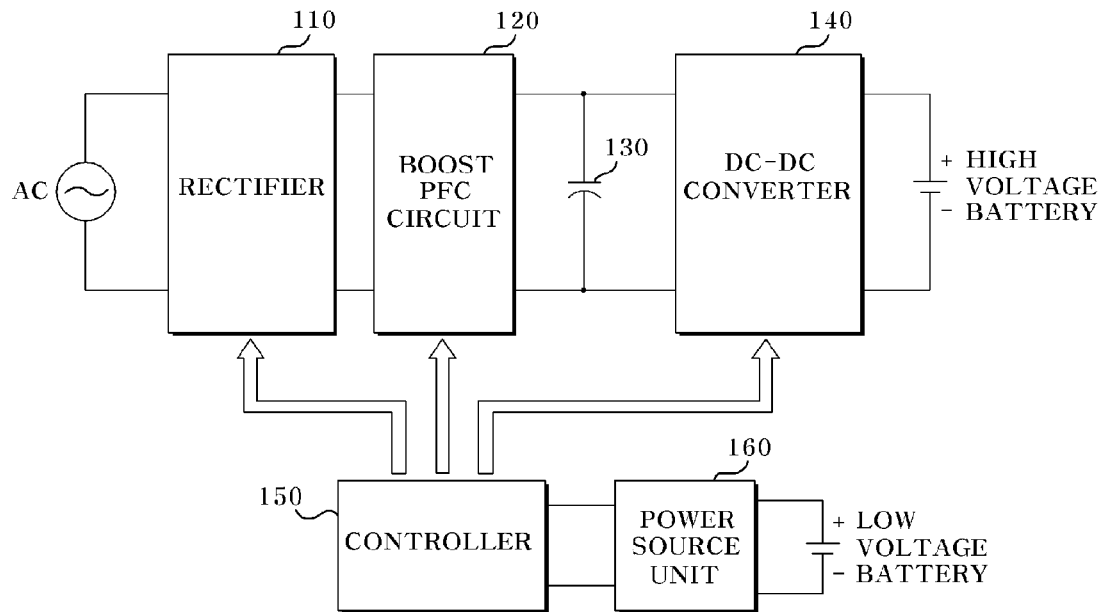 110
120
140
AC
RECTIFIER
BOOST
PFC
CIRCUIT
130
DC-DC
CONVERTER
+ HIGH
VOLTAGE
- BATTERY
150
CONTROLLER
160
POWER
SOURCE
UNIT
+ LOW
VOLTAGE
- BATTERY